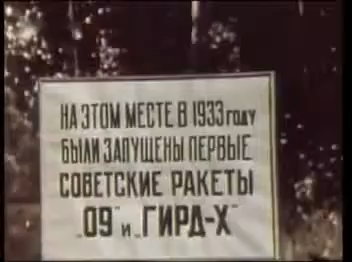 НА ЭТОМ МЕСТЕ В 1933 ГОДУ
БЫЛИ ЗАПУЩЕНЫ ПЕРВЫЕ
СОВЕТСКИЕ РАКЕТЫ
„09" и „ГИРД-X"